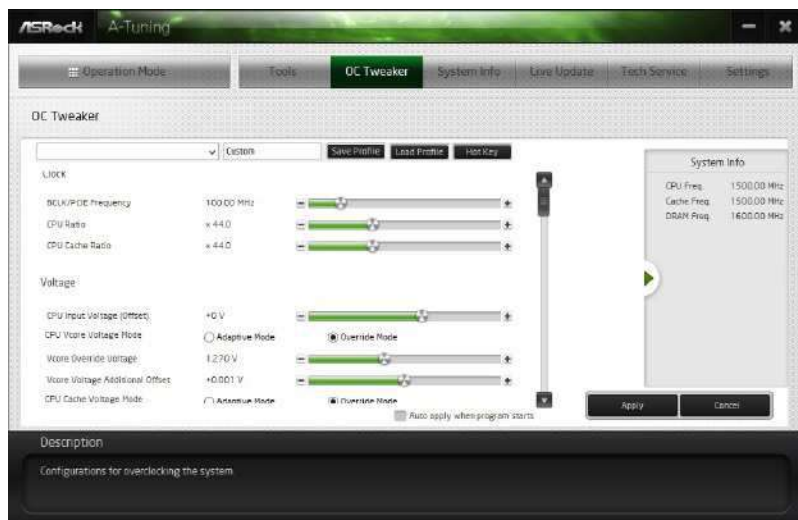 ASRock A-Tuning
Operation Mode Tools OC Tweaker System Info Live Update Tech Service Settings
OC Tweaker
Custom Save Profile Load Profile Hot Key
Clock
BCLK/PCIE Frequency 100.00 MHz
CPU Ratio x 44.0
CPU Cache Ratio x 44.0
Voltage
CPU Input Voltage (Offset) +0 V
CPU Vcore Voltage Mode Adaptive Mode Override Mode
Vcore Override Voltage 1.270 V
Vcore Voltage Additional Offset +0.001 V
CPU Cache Voltage Mode Adaptive Mode Override Mode
Auto apply when program starts
System Info
CPU Freq. 1500.00 MHz
Cache Freq. 1500.00 MHz
DRAM Freq. 1600.00 MHz
Apply Cancel
Description
Configurations for overclocking the system